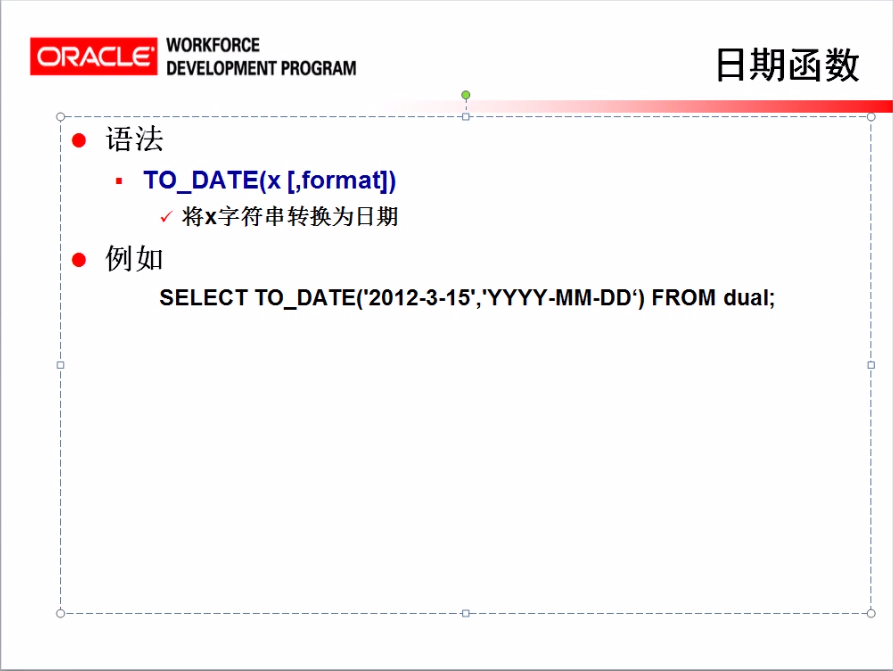 ORACLE WORKFORCE
DEVELOPMENT PROGRAM
日期函数
语法
TO_DATE(x [,format])
将x字符串转换为日期
例如
SELECT TO_DATE('2012-3-15','YYYY-MM-DD‘) FROM dual;